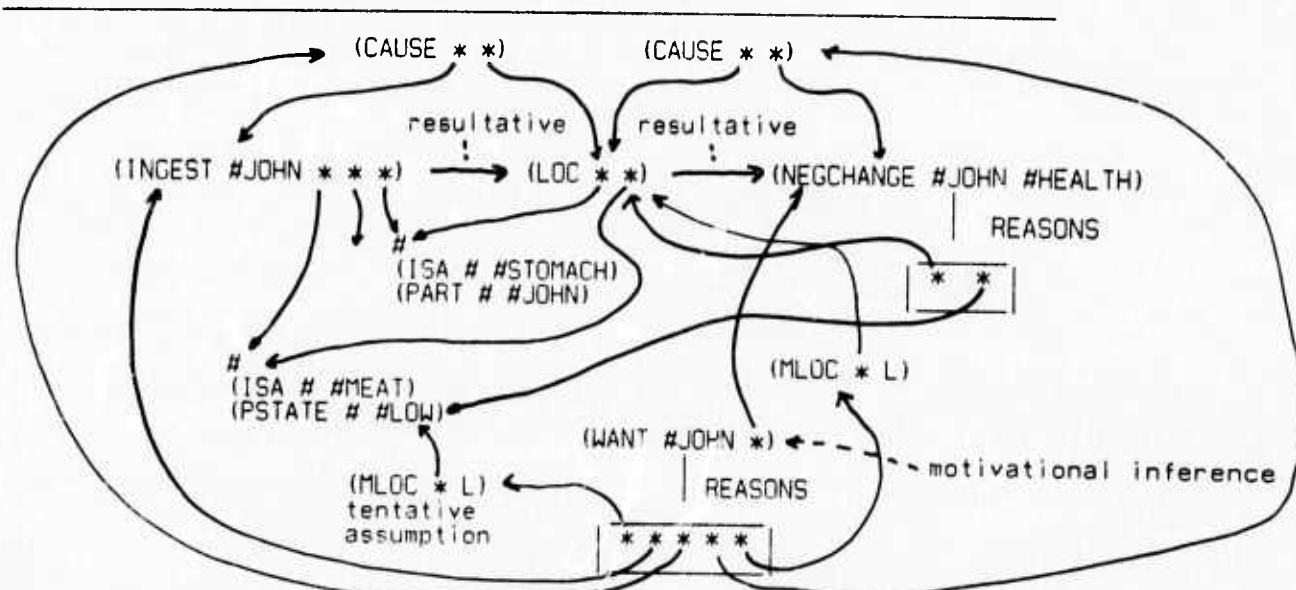 (CAUSE * *) (CAUSE * *)
resultative resultative
(INGEST #JOHN * * *) (LOC * *) (NEGCHANGE #JOHN #HEALTH)
REASONS
#
(ISA # #STOMACH)
(PART # #JOHN)
* *
#
(ISA # #MEAT)
(PSTATE # #LOW)
(MLOC * L)
(WANT #JOHN *)
motivational inference
REASONS
(MLOC * L)
tentative
assumption
* * * * *